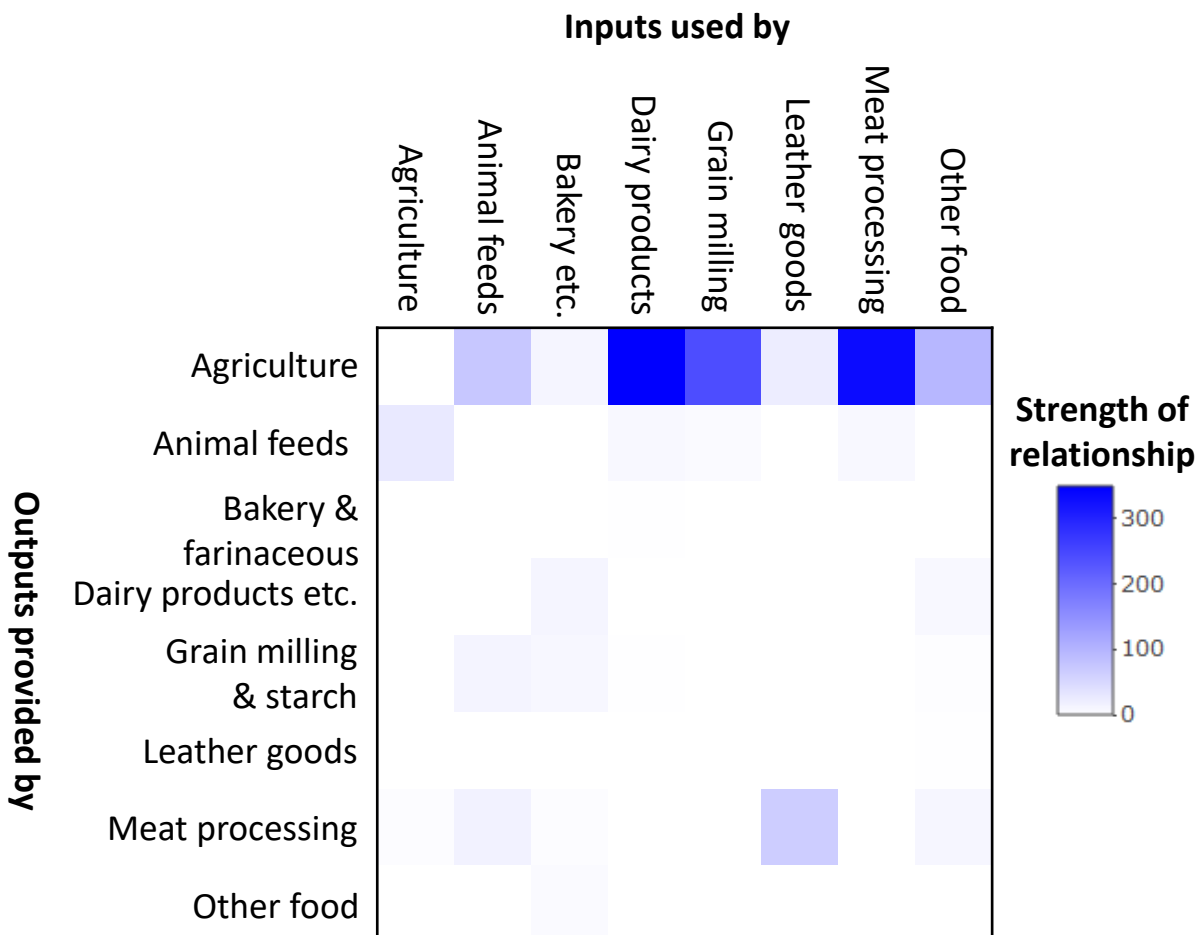 Inputs used by
Agriculture
Animal feeds
Bakery etc.
Dairy products
Grain milling
Leather goods
Meat processing
Other food
Outputs provided by
Agriculture
Animal feeds
Bakery &
farinaceous
Dairy products etc.
Grain milling
& starch
Leather goods
Meat processing
Other food
Strength of
relationship
300
200
100
0